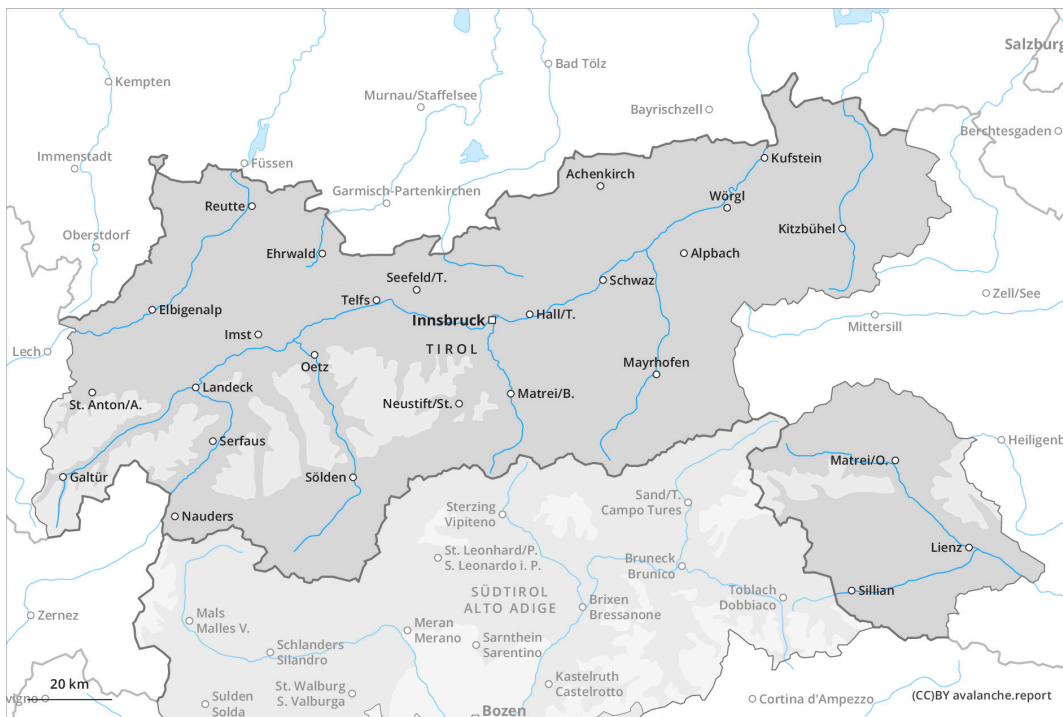 Salzburg
Kempten
Bad Tölz
Murnau/Staffelsee
Bayrischzell
Berchtesgaden
Immenstadt
Füssen
Kufstein
Achenkirch
Garmisch-Partenkirchen
Reutte
Wörgl
Oberstdorf
Kitzbühel
Ehrwald
Alpbach
Seefeld/T.
Schwaz
Zell/See
Telfs
Elbigenalp
Innsbruck
Hall/T.
Mittersill
Imst
TIROL
Lech
Oetz
Mayrhofen
Landeck
St. Anton/A.
Neustift/St.
Matrei/B.
Serfaus
Heiligenb
Matrei/O.
Galtür
Sölden
Sand/T.
Campo Tures
Sterzing
Vipiteno
Nauders
Lienz
St. Leonhard/P.
S. Leonardo i. P.
Bruneck
Brunico
SÜDTIROL
ALTO ADIGE
Toblach
Dobbiaco
Sillian
Brixen
Bressanone
Zernez
Mals
Malles V.
Meran
Merano
Sarnthein
Sarentino
Schlanders
Silandro
Kastelruth
Castelrotto
20 km
St. Walburg
S. Valburga
vigno
Sulden
Solda
Cortina d'Ampezzo
(CC)BY avalanche.report
Bozen